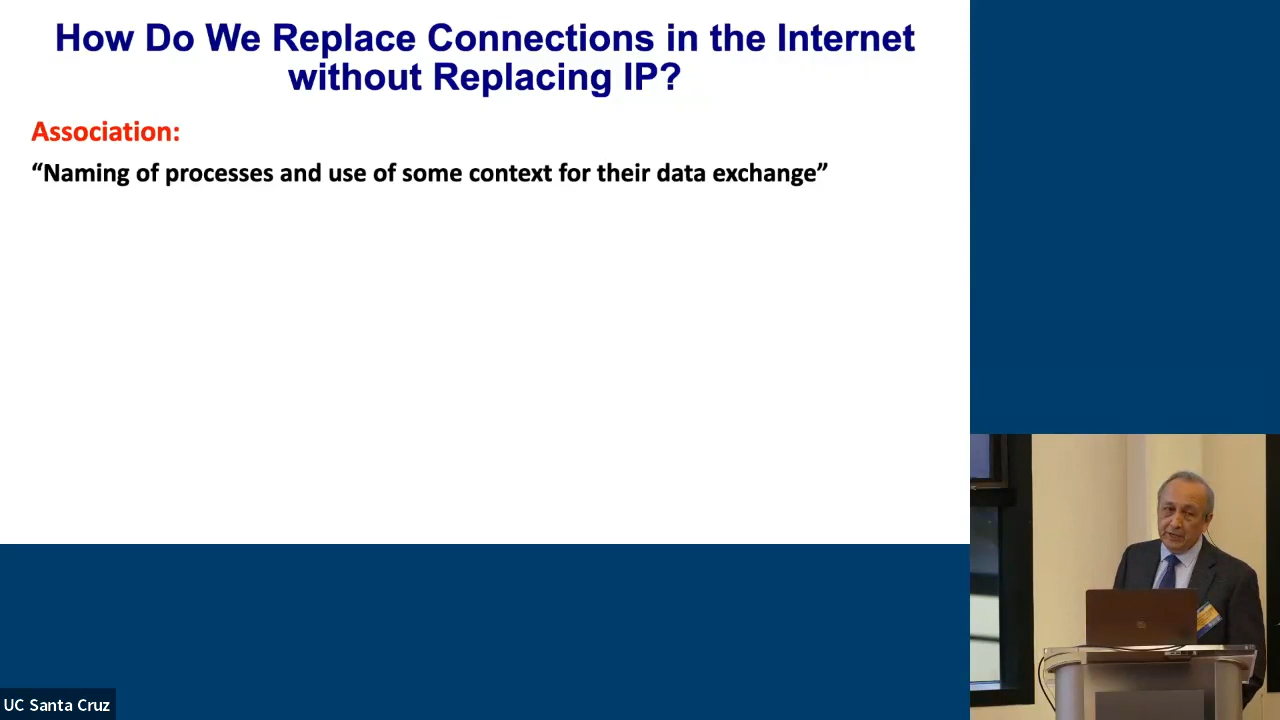 How Do We Replace Connections in the Internet
without Replacing IP?
Association:
“Naming of processes and use of some context for their data exchange”
UC Santa Cruz